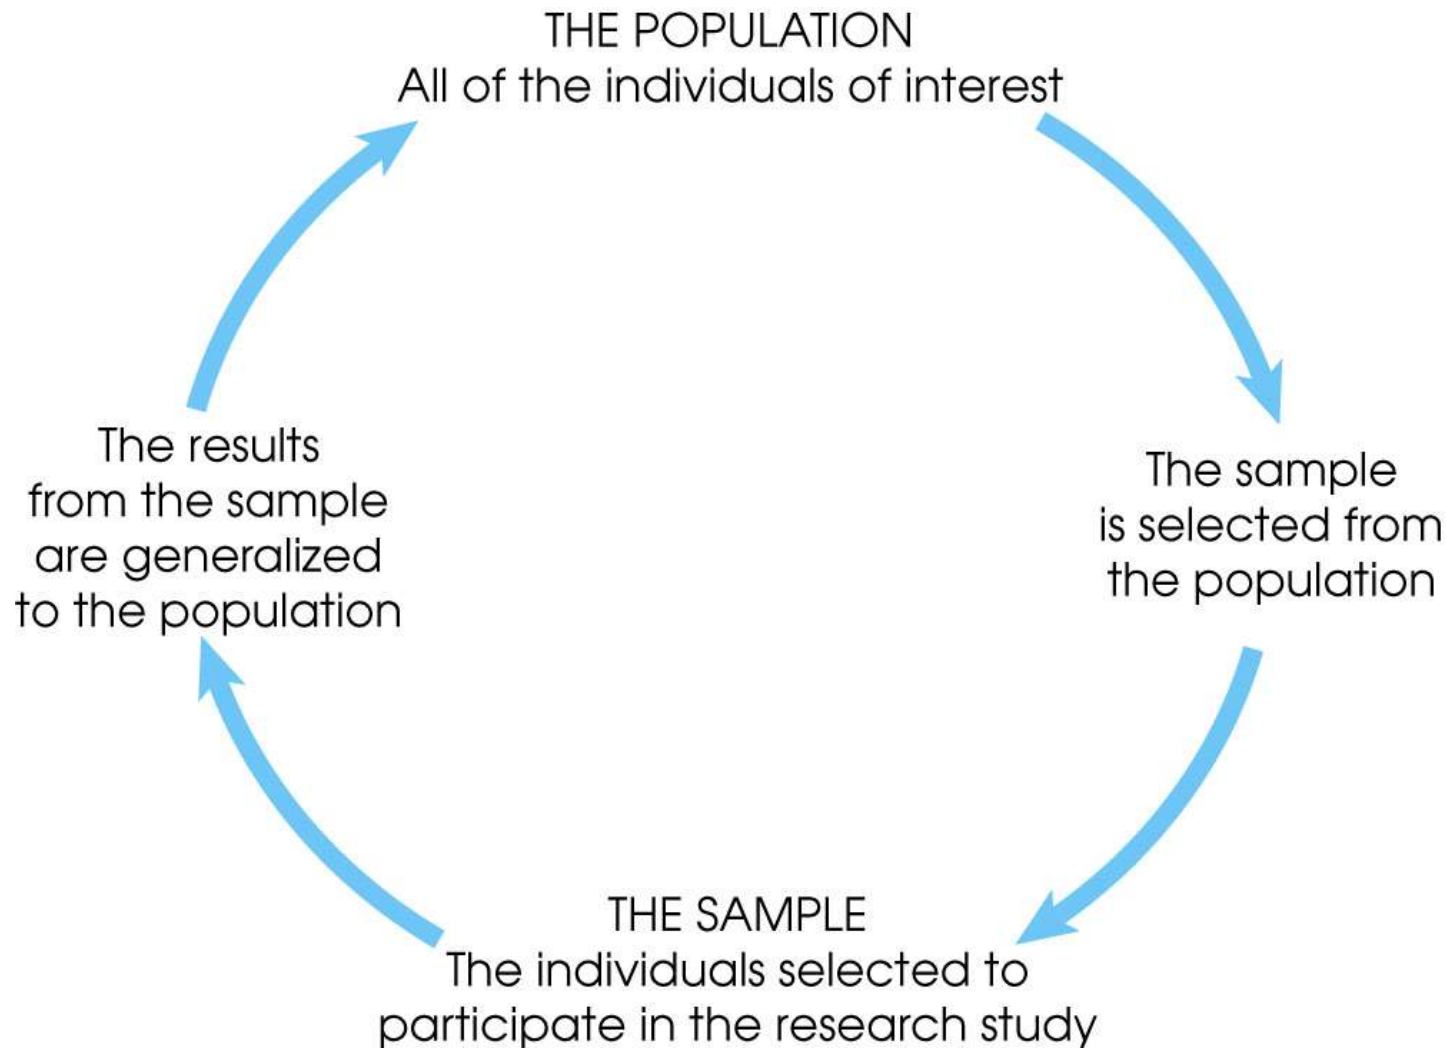 THE POPULATION
All of the individuals of interest
The results
from the sample
are generalized
to the population
The sample
is selected from
the population
THE SAMPLE
The individuals selected to
participate in the research study